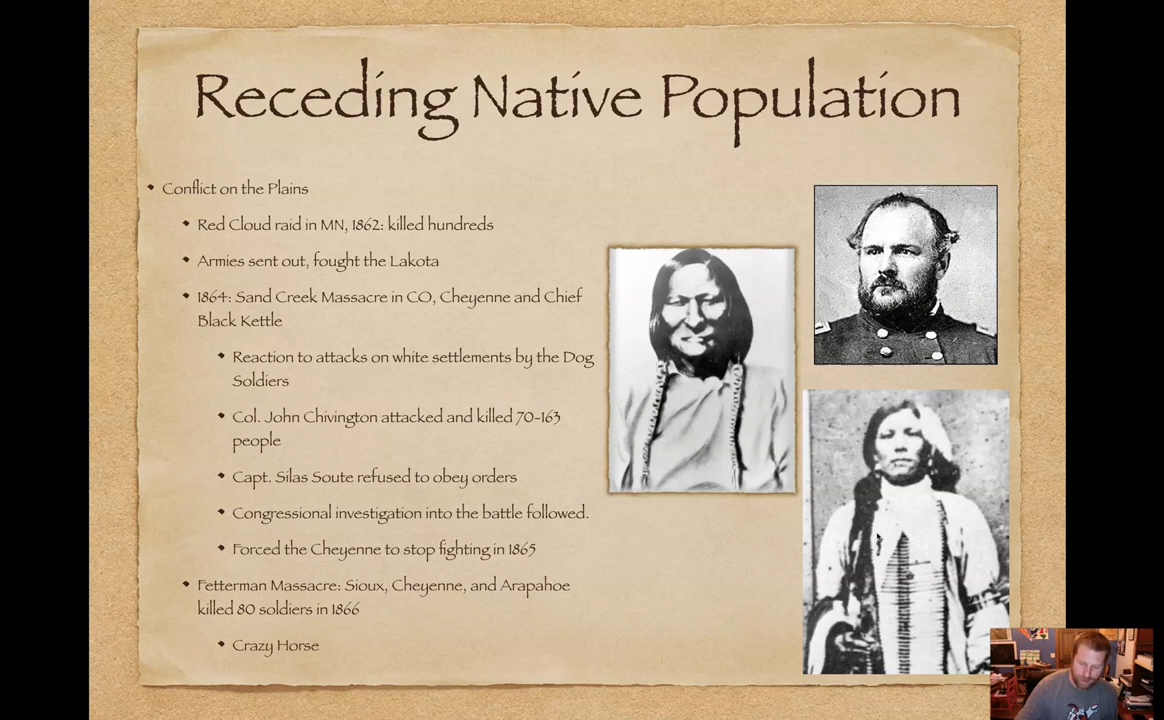 Receding Native Population
Conflict on the Plains
Red Cloud raid in MN, 1862: killed hundreds
Armies sent out, fought the Lakota
1864: Sand Creek Massacre in CO, Cheyenne and Chief
Black Kettle
Reaction to attacks on white settlements by the Dog
Soldiers
Col. John Chivington attacked and killed 70-163
people
Capt. Silas Soute refused to obey orders
Congressional investigation into the battle followed.
Forced the Cheyenne to stop fighting in 1865
Fetterman Massacre: Sioux, Cheyenne, and Arapahoe
killed 80 soldiers in 1866
Crazy Horse